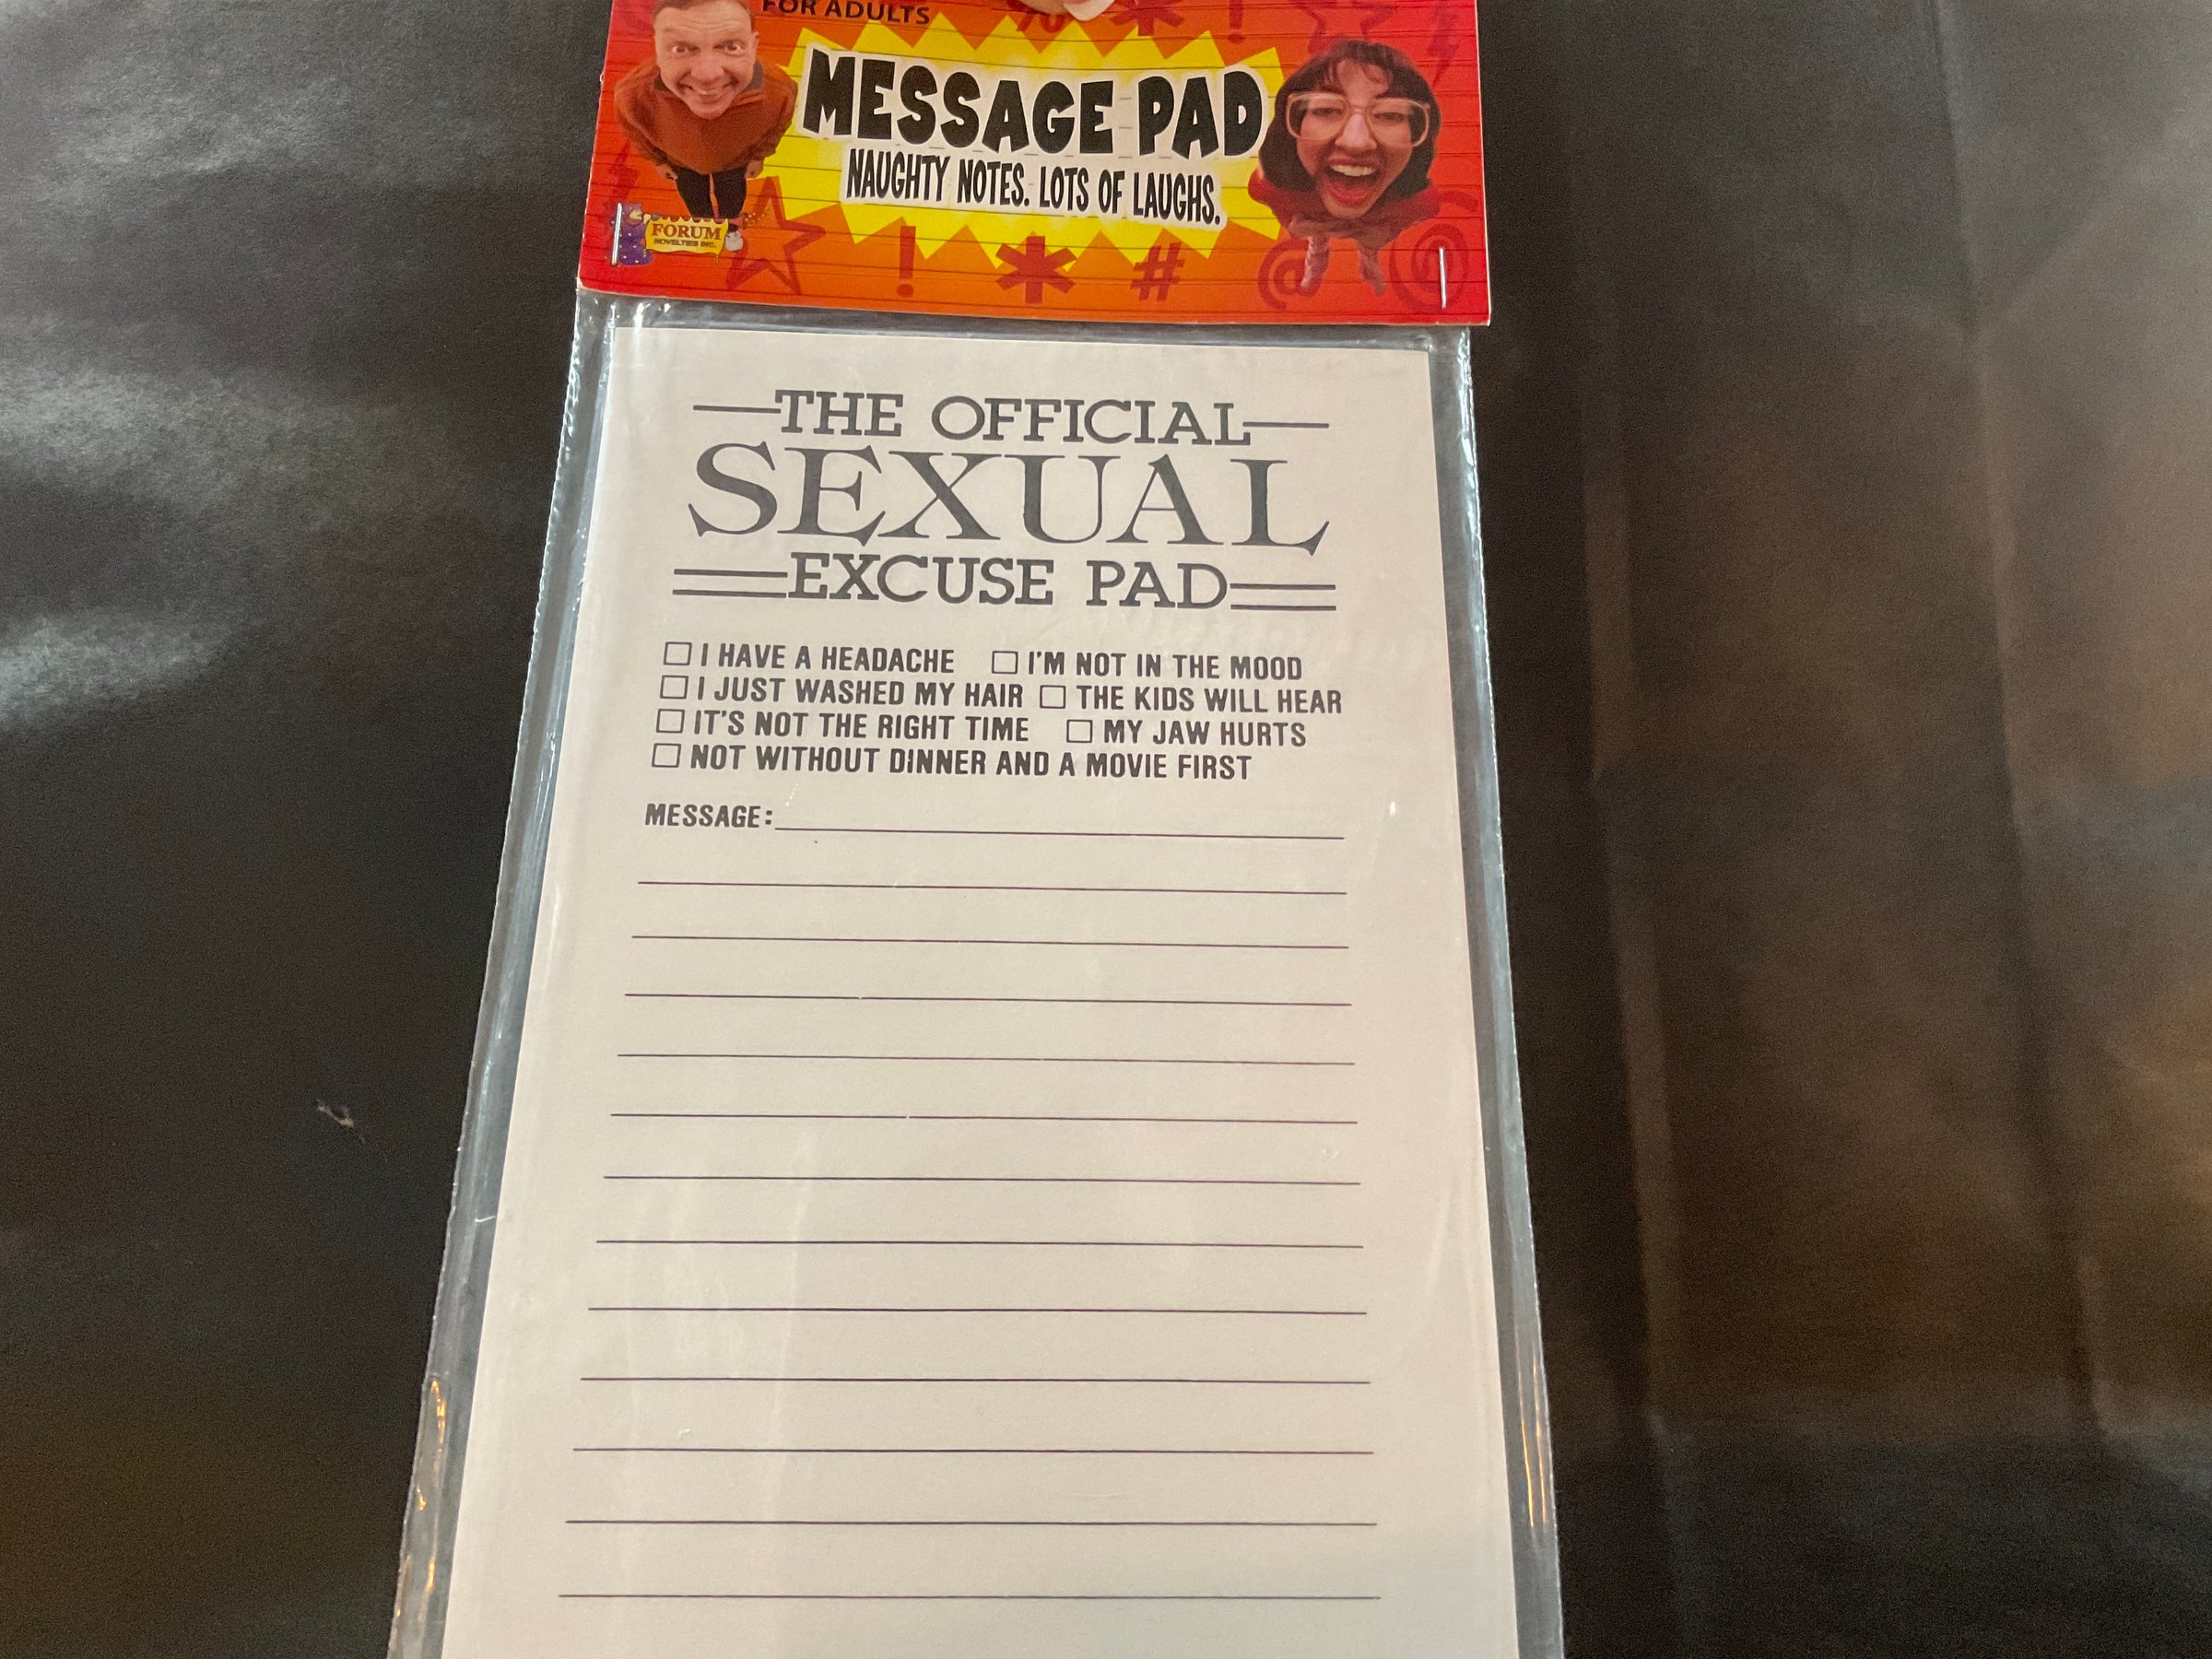 FOR ADULTS
MESSAGE PAD
NAUGHTY NOTES. LOTS OF LAUGHS.
FORUM
NOVELTIES INC.
% * !
! * # @
THE OFFICIAL
SEXUAL
EXCUSE PAD
☐ I HAVE A HEADACHE ☐ I'M NOT IN THE MOOD
☐ I JUST WASHED MY HAIR ☐ THE KIDS WILL HEAR
☐ IT'S NOT THE RIGHT TIME ☐ MY JAW HURTS
☐ NOT WITHOUT DINNER AND A MOVIE FIRST
MESSAGE: